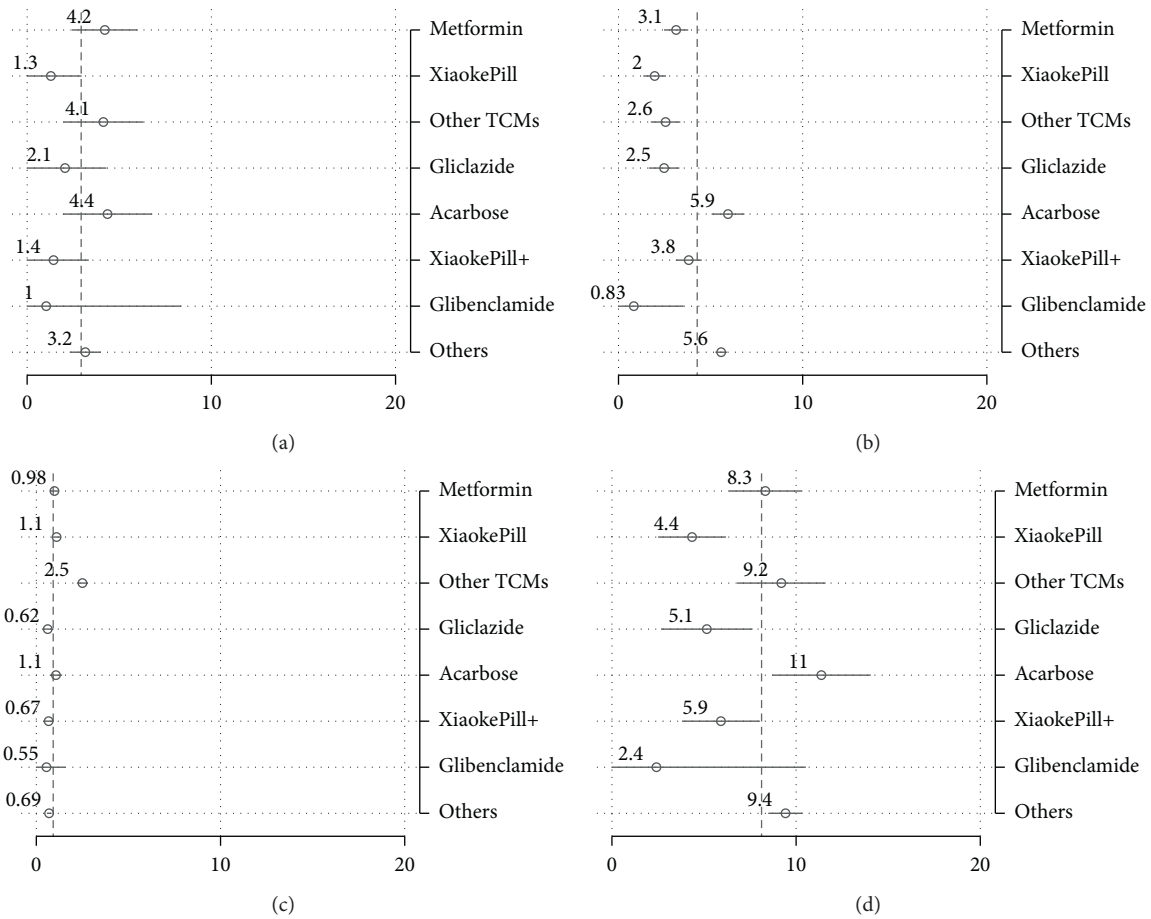 4.2 Metformin
1.3 XiaokePill
4.1 Other TCMs
2.1 Gliclazide
4.4 Acarbose
1.4 XiaokePill+
1 Glibenclamide
3.2 Others
0 10 20
(a)
3.1 Metformin
2 XiaokePill
2.6 Other TCMs
2.5 Gliclazide
5.9 Acarbose
3.8 XiaokePill+
0.83 Glibenclamide
5.6 Others
0 10 20
(b)
0.98 Metformin
1.1 XiaokePill
2.5 Other TCMs
0.62 Gliclazide
1.1 Acarbose
0.67 XiaokePill+
0.55 Glibenclamide
0.69 Others
0 10 20
(c)
8.3 Metformin
4.4 XiaokePill
9.2 Other TCMs
5.1 Gliclazide
11 Acarbose
5.9 XiaokePill+
2.4 Glibenclamide
9.4 Others
0 10 20
(d)